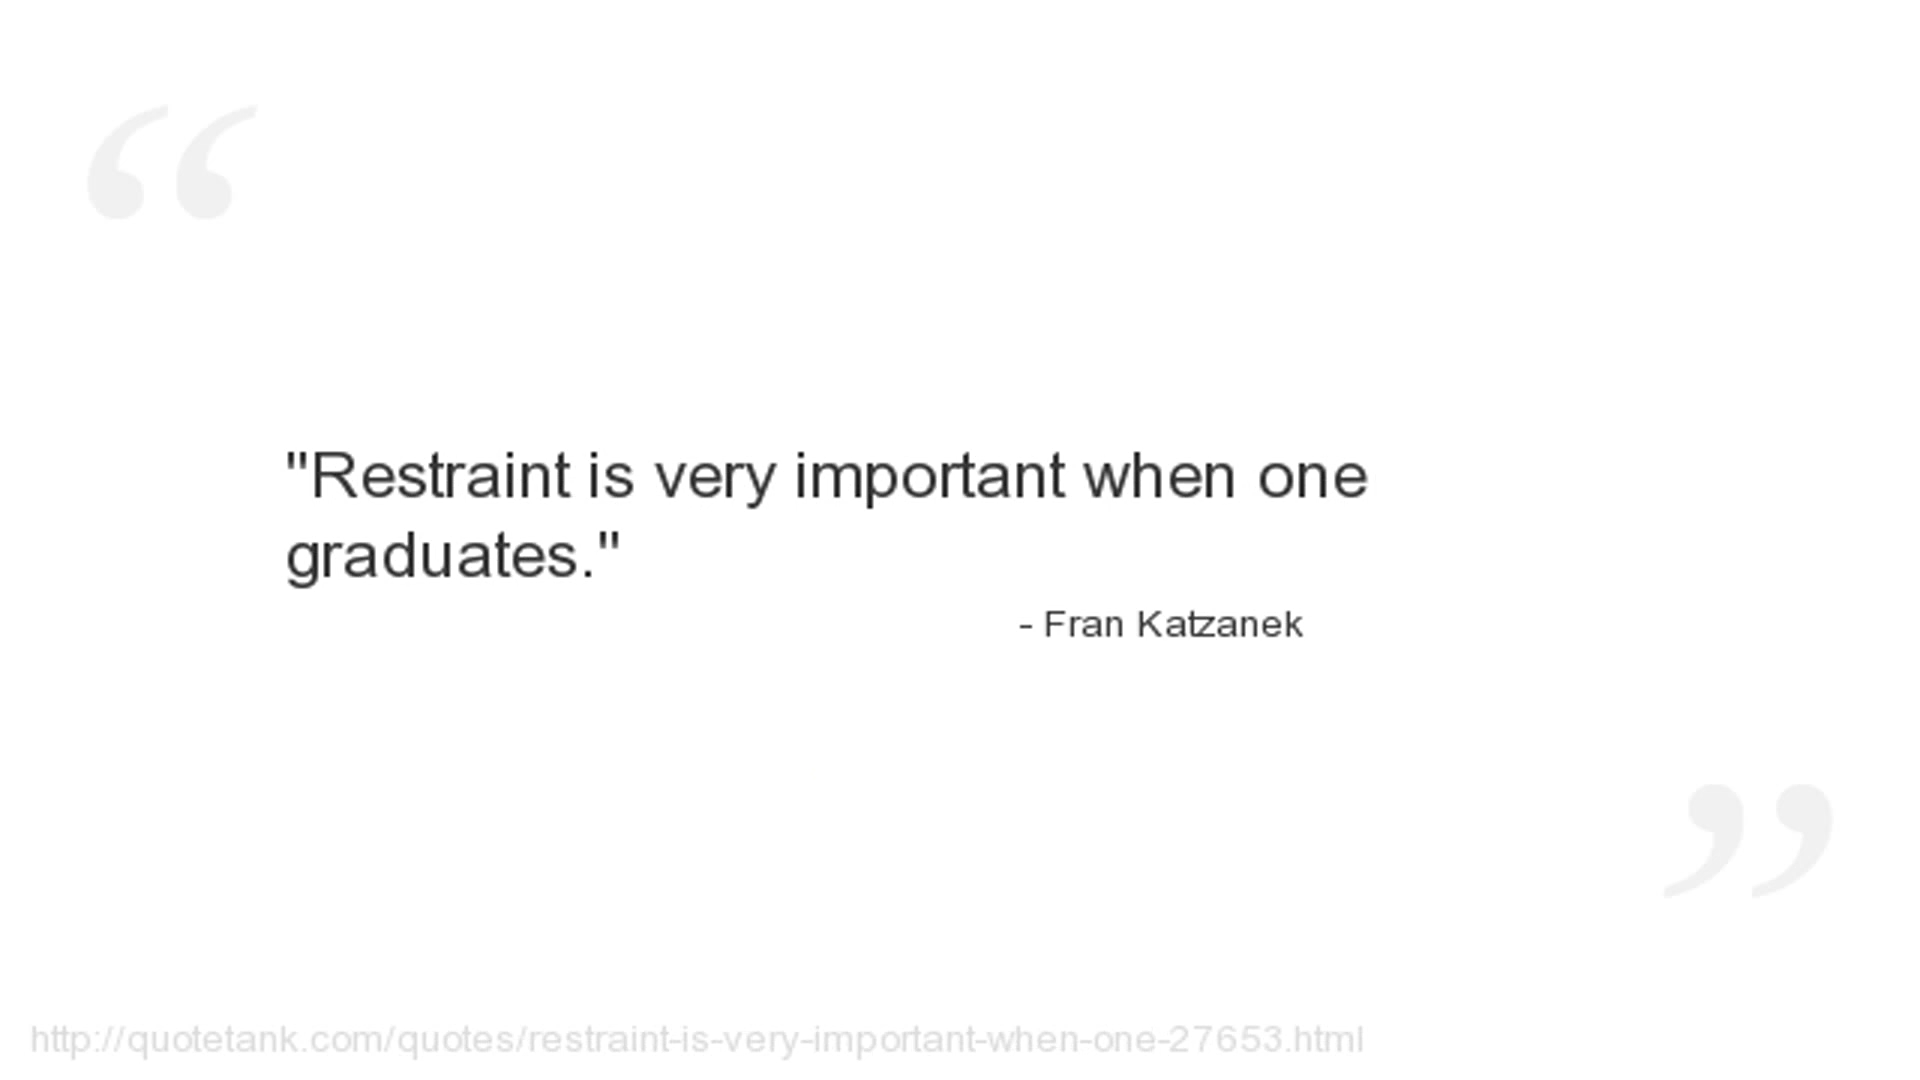 "Restraint is very important when one
graduates."
- Fran Katzanek
http://quotetank.com/quotes/restraint-is-very-important-when-one-27653.html